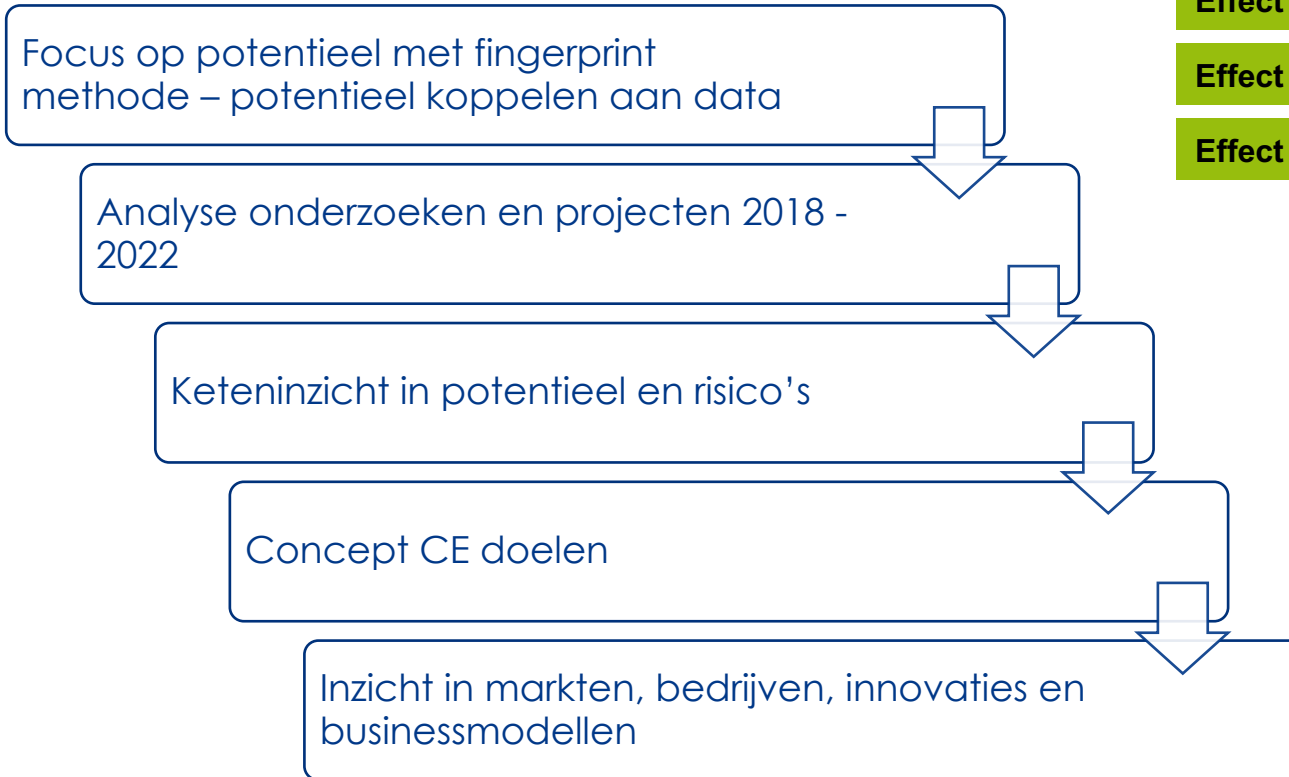 Effect
Focus op potentieel met fingerprint
methode – potentieel koppelen aan data
Effect
Effect
Analyse onderzoeken en projecten 2018 -
2022
Keteninzicht in potentieel en risico’s
Concept CE doelen
Inzicht in markten, bedrijven, innovaties en
businessmodellen